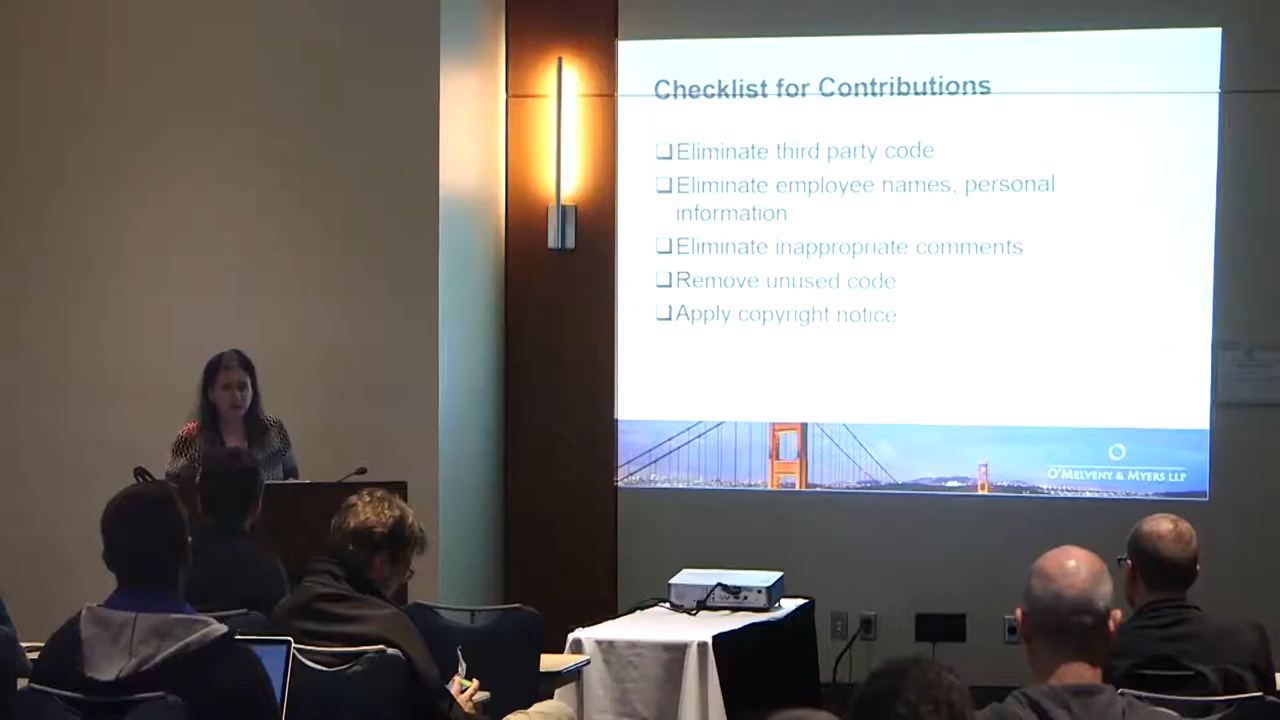 Checklist for Contributions
❑Eliminate third party code
❑Eliminate employee names, personal
information
❑Eliminate inappropriate comments
❑Remove unused code
❑Apply copyright notice
O'MELVENY & MYERS LLP